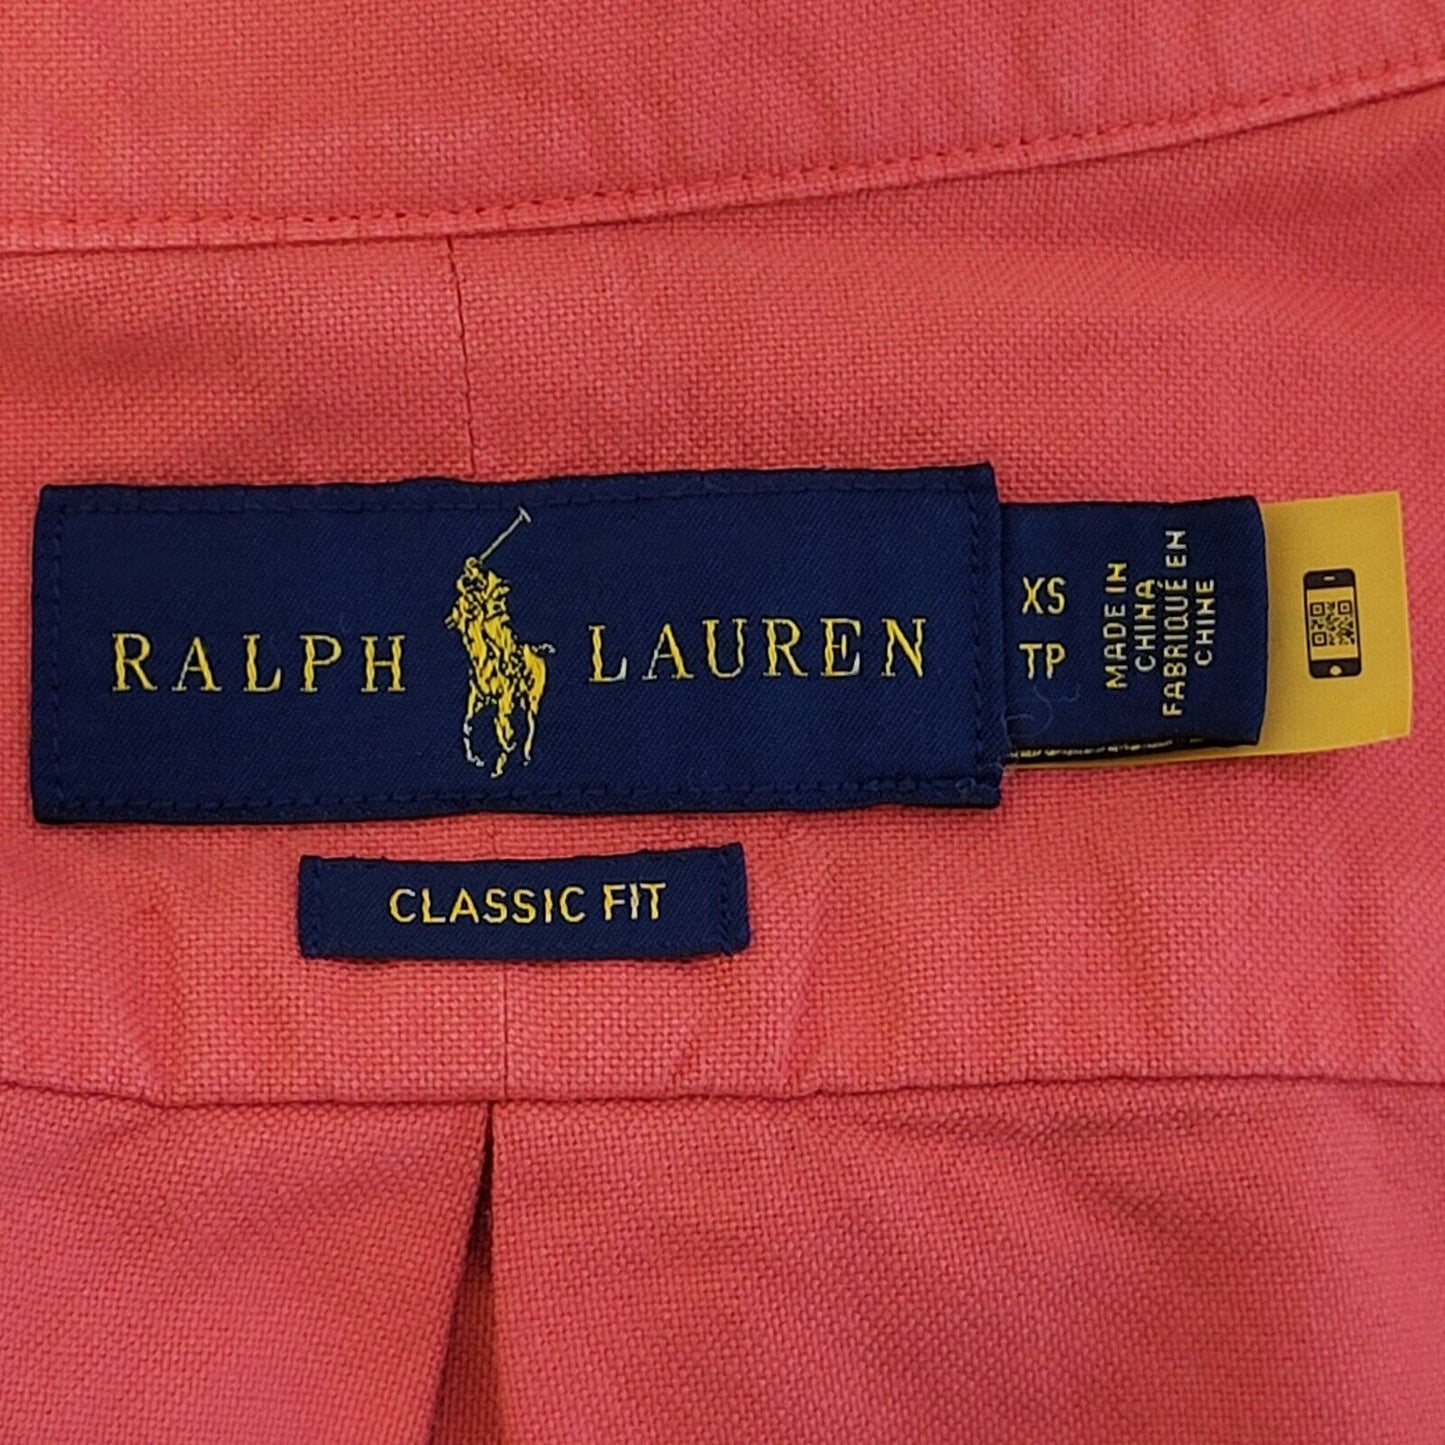 RALPH LAUREN
XS
TP
MADE IN
CHINA
FABRIQUÉ EN
CHINE
CLASSIC FIT